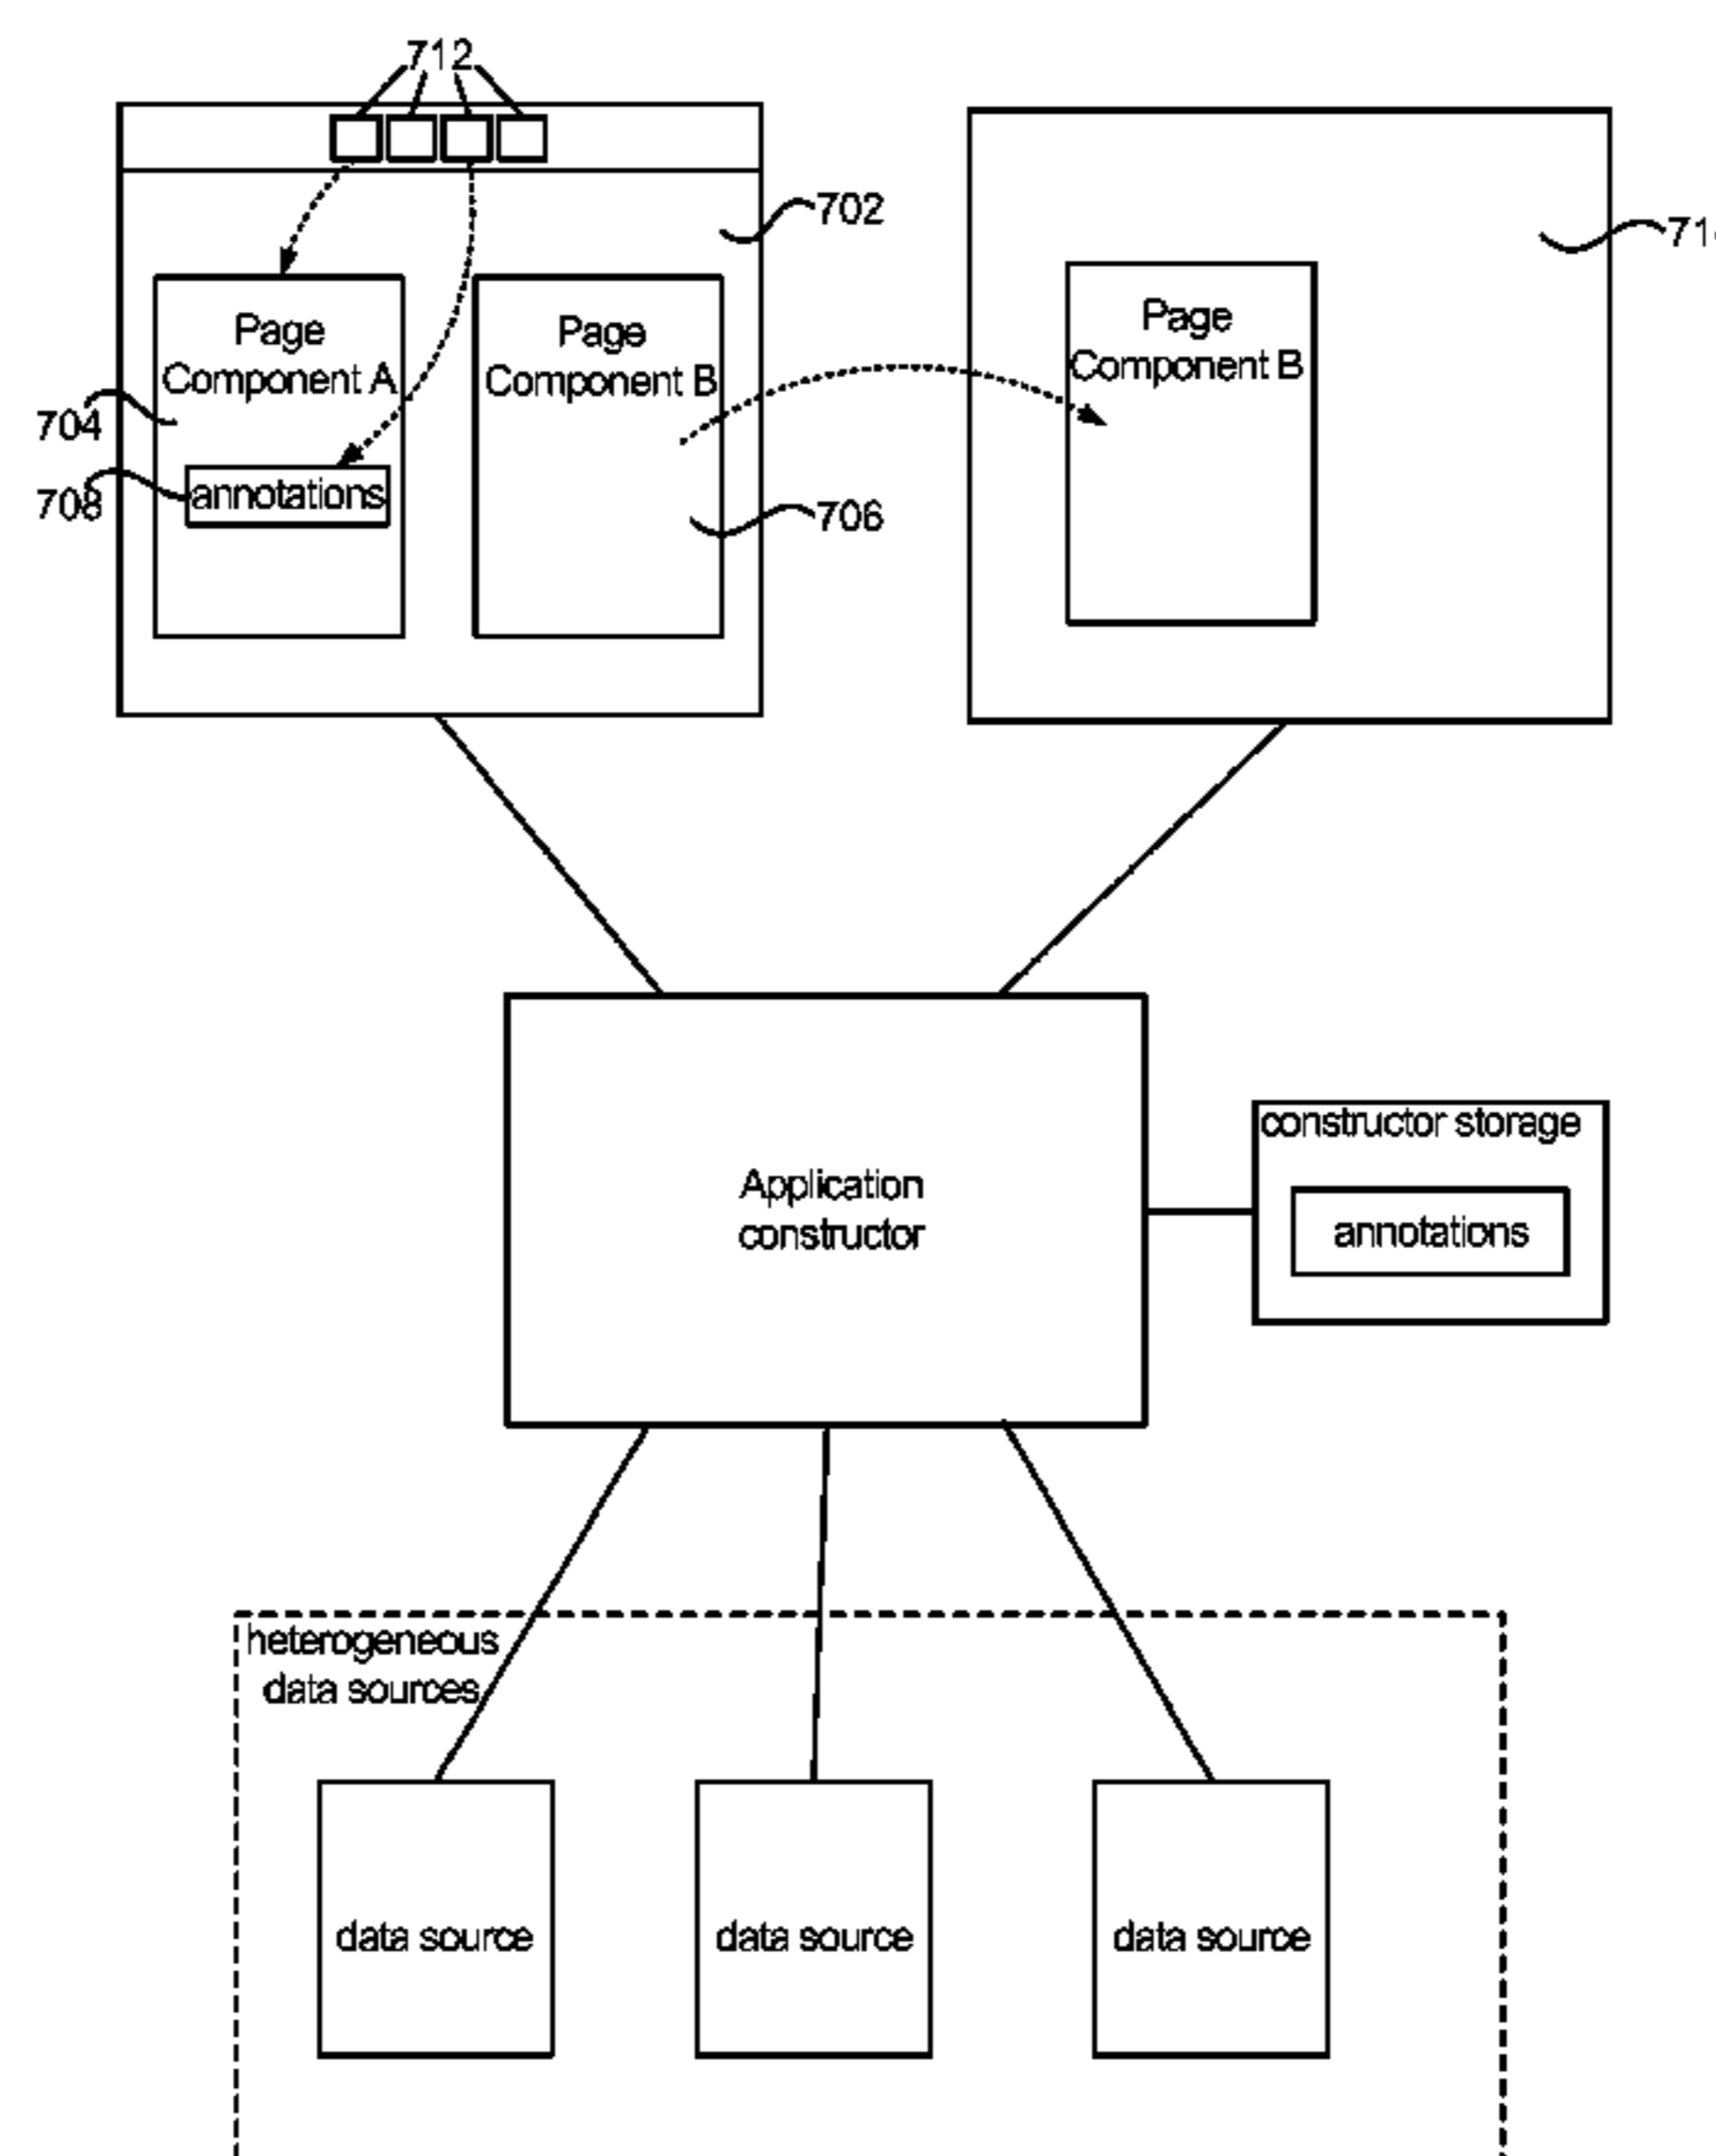 712
702
Page
Component A
Page
Component B
Page
Component B
704
708
annotations
706
Application
constructor
constructor storage
annotations
heterogeneous
data sources
data source
data source
data source